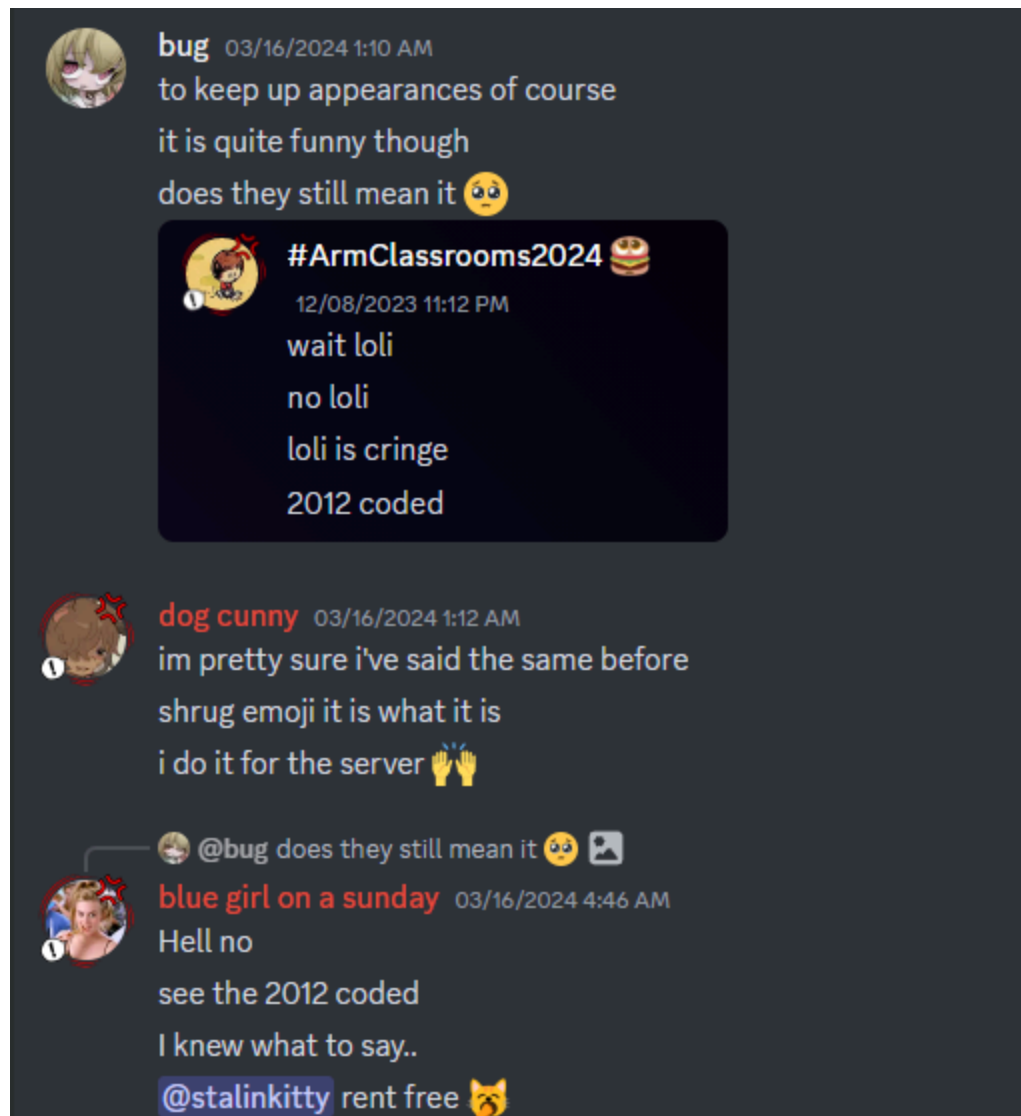 bug 03/16/2024 1:10 AM
to keep up appearances of course
it is quite funny though
does they still mean it 🥺
#ArmClassrooms2024 🍔
12/08/2023 11:12 PM
wait loli
no loli
loli is cringe
2012 coded
dog cunny 03/16/2024 1:12 AM
im pretty sure i've said the same before
shrug emoji it is what it is
i do it for the server 🙌
@bug does they still mean it 🥺
blue girl on a sunday 03/16/2024 4:46 AM
Hell no
see the 2012 coded
I knew what to say..
@stalinkitty rent free 😾